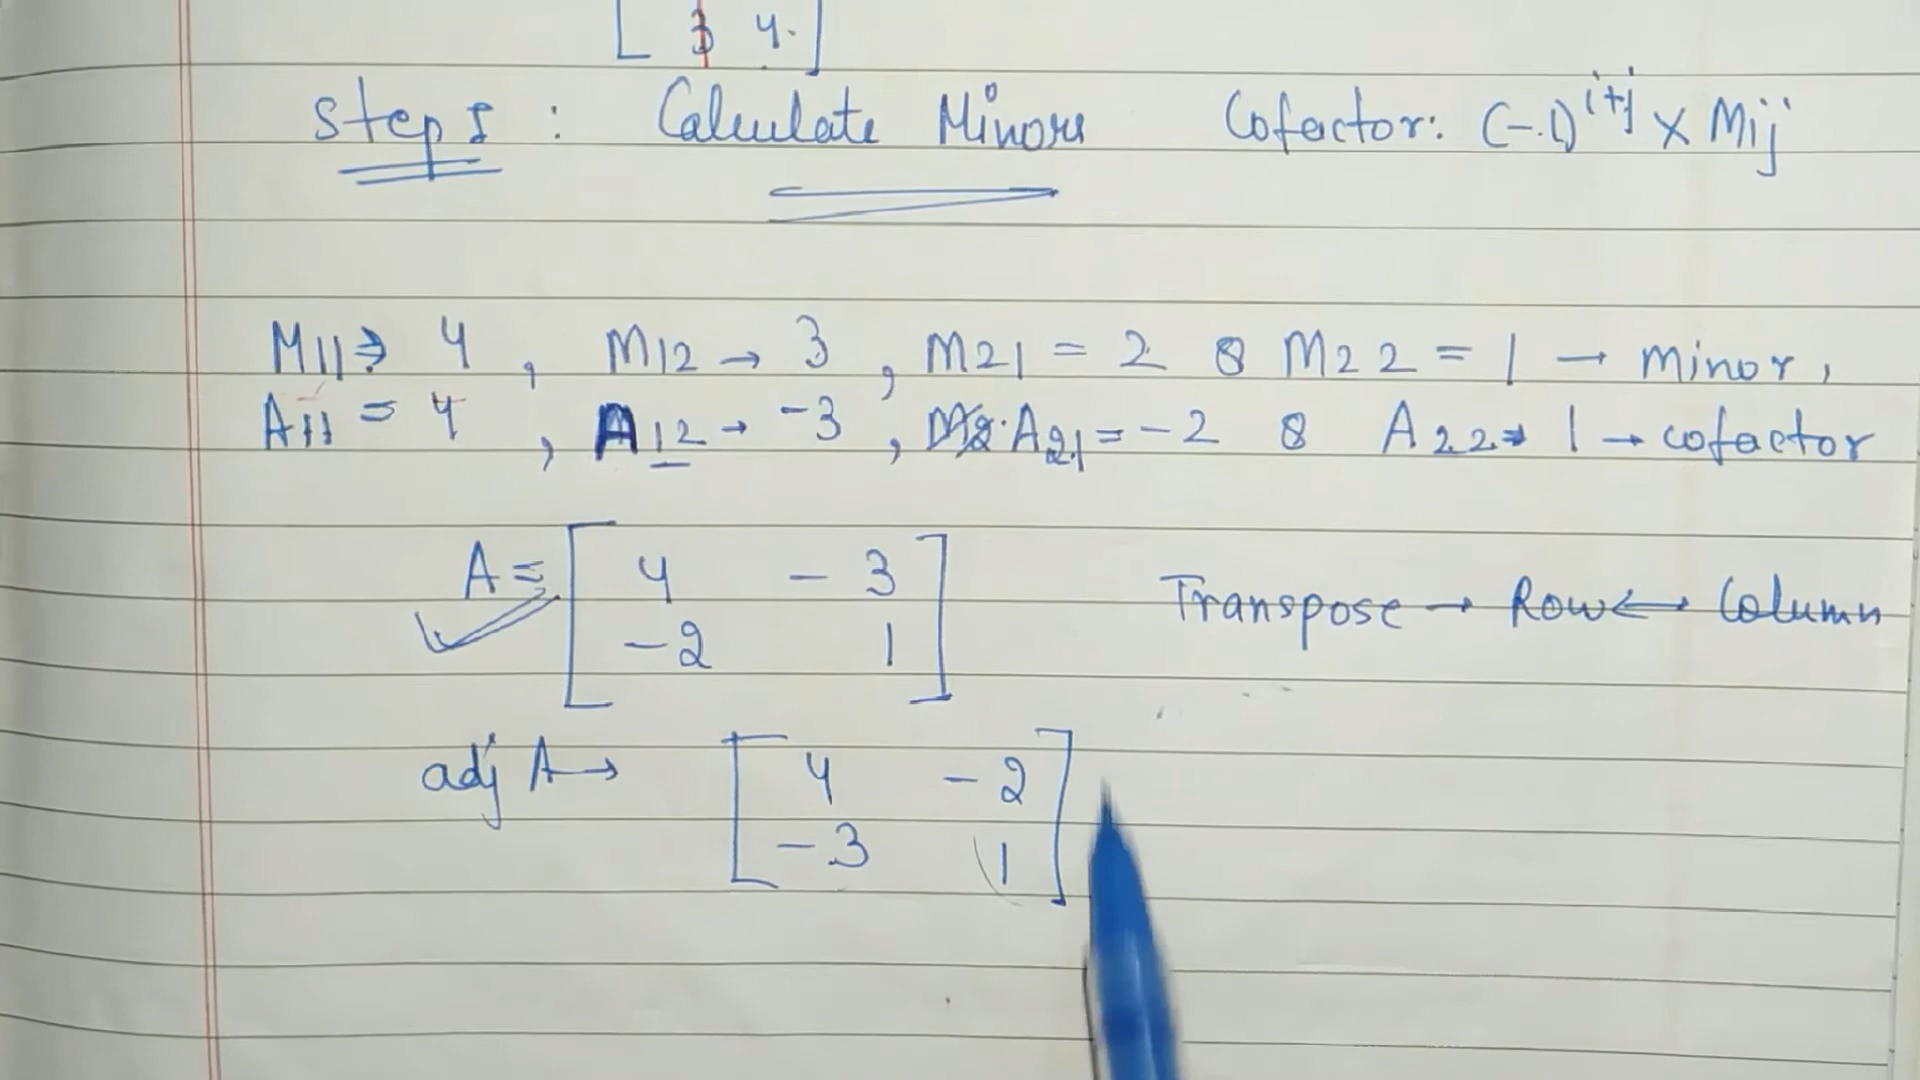 [ 3 4. ]
Steps : Calculate Minors Cofactor: (-1)^(i+j) × Mij
M11 → 4 , M12 → 3 , M21 = 2 & M22 = 1 → Minor,
A11 = 4 , A12 → -3 , A21 = -2 & A22 → 1 → cofactor
A = [ 4 -3
-2 1 ]
Transpose → Row ↔ Column
adj A → [ 4 -2
-3 1 ]